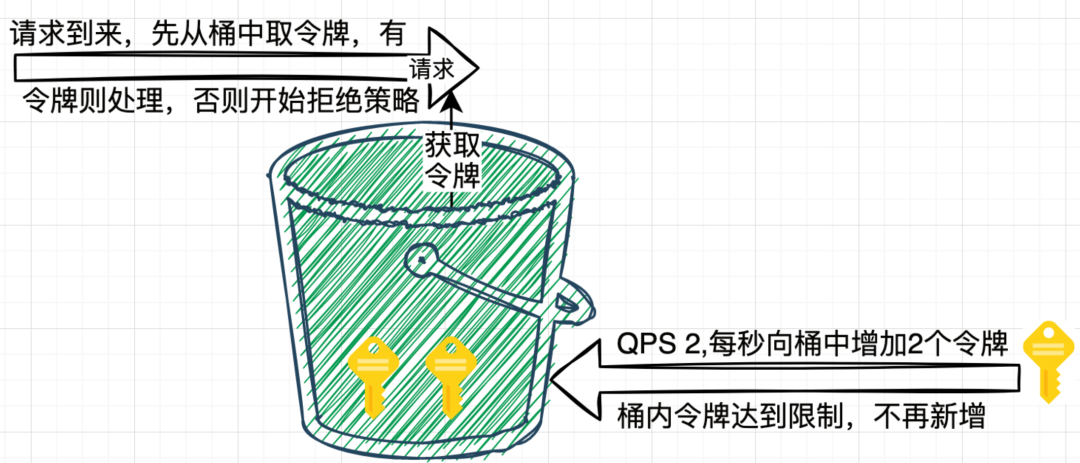 请求到来，先从桶中取令牌，有
请求
令牌则处理，否则开始拒绝策略
获取
令牌
QPS 2,每秒向桶中增加2个令牌
桶内令牌达到限制，不再新增